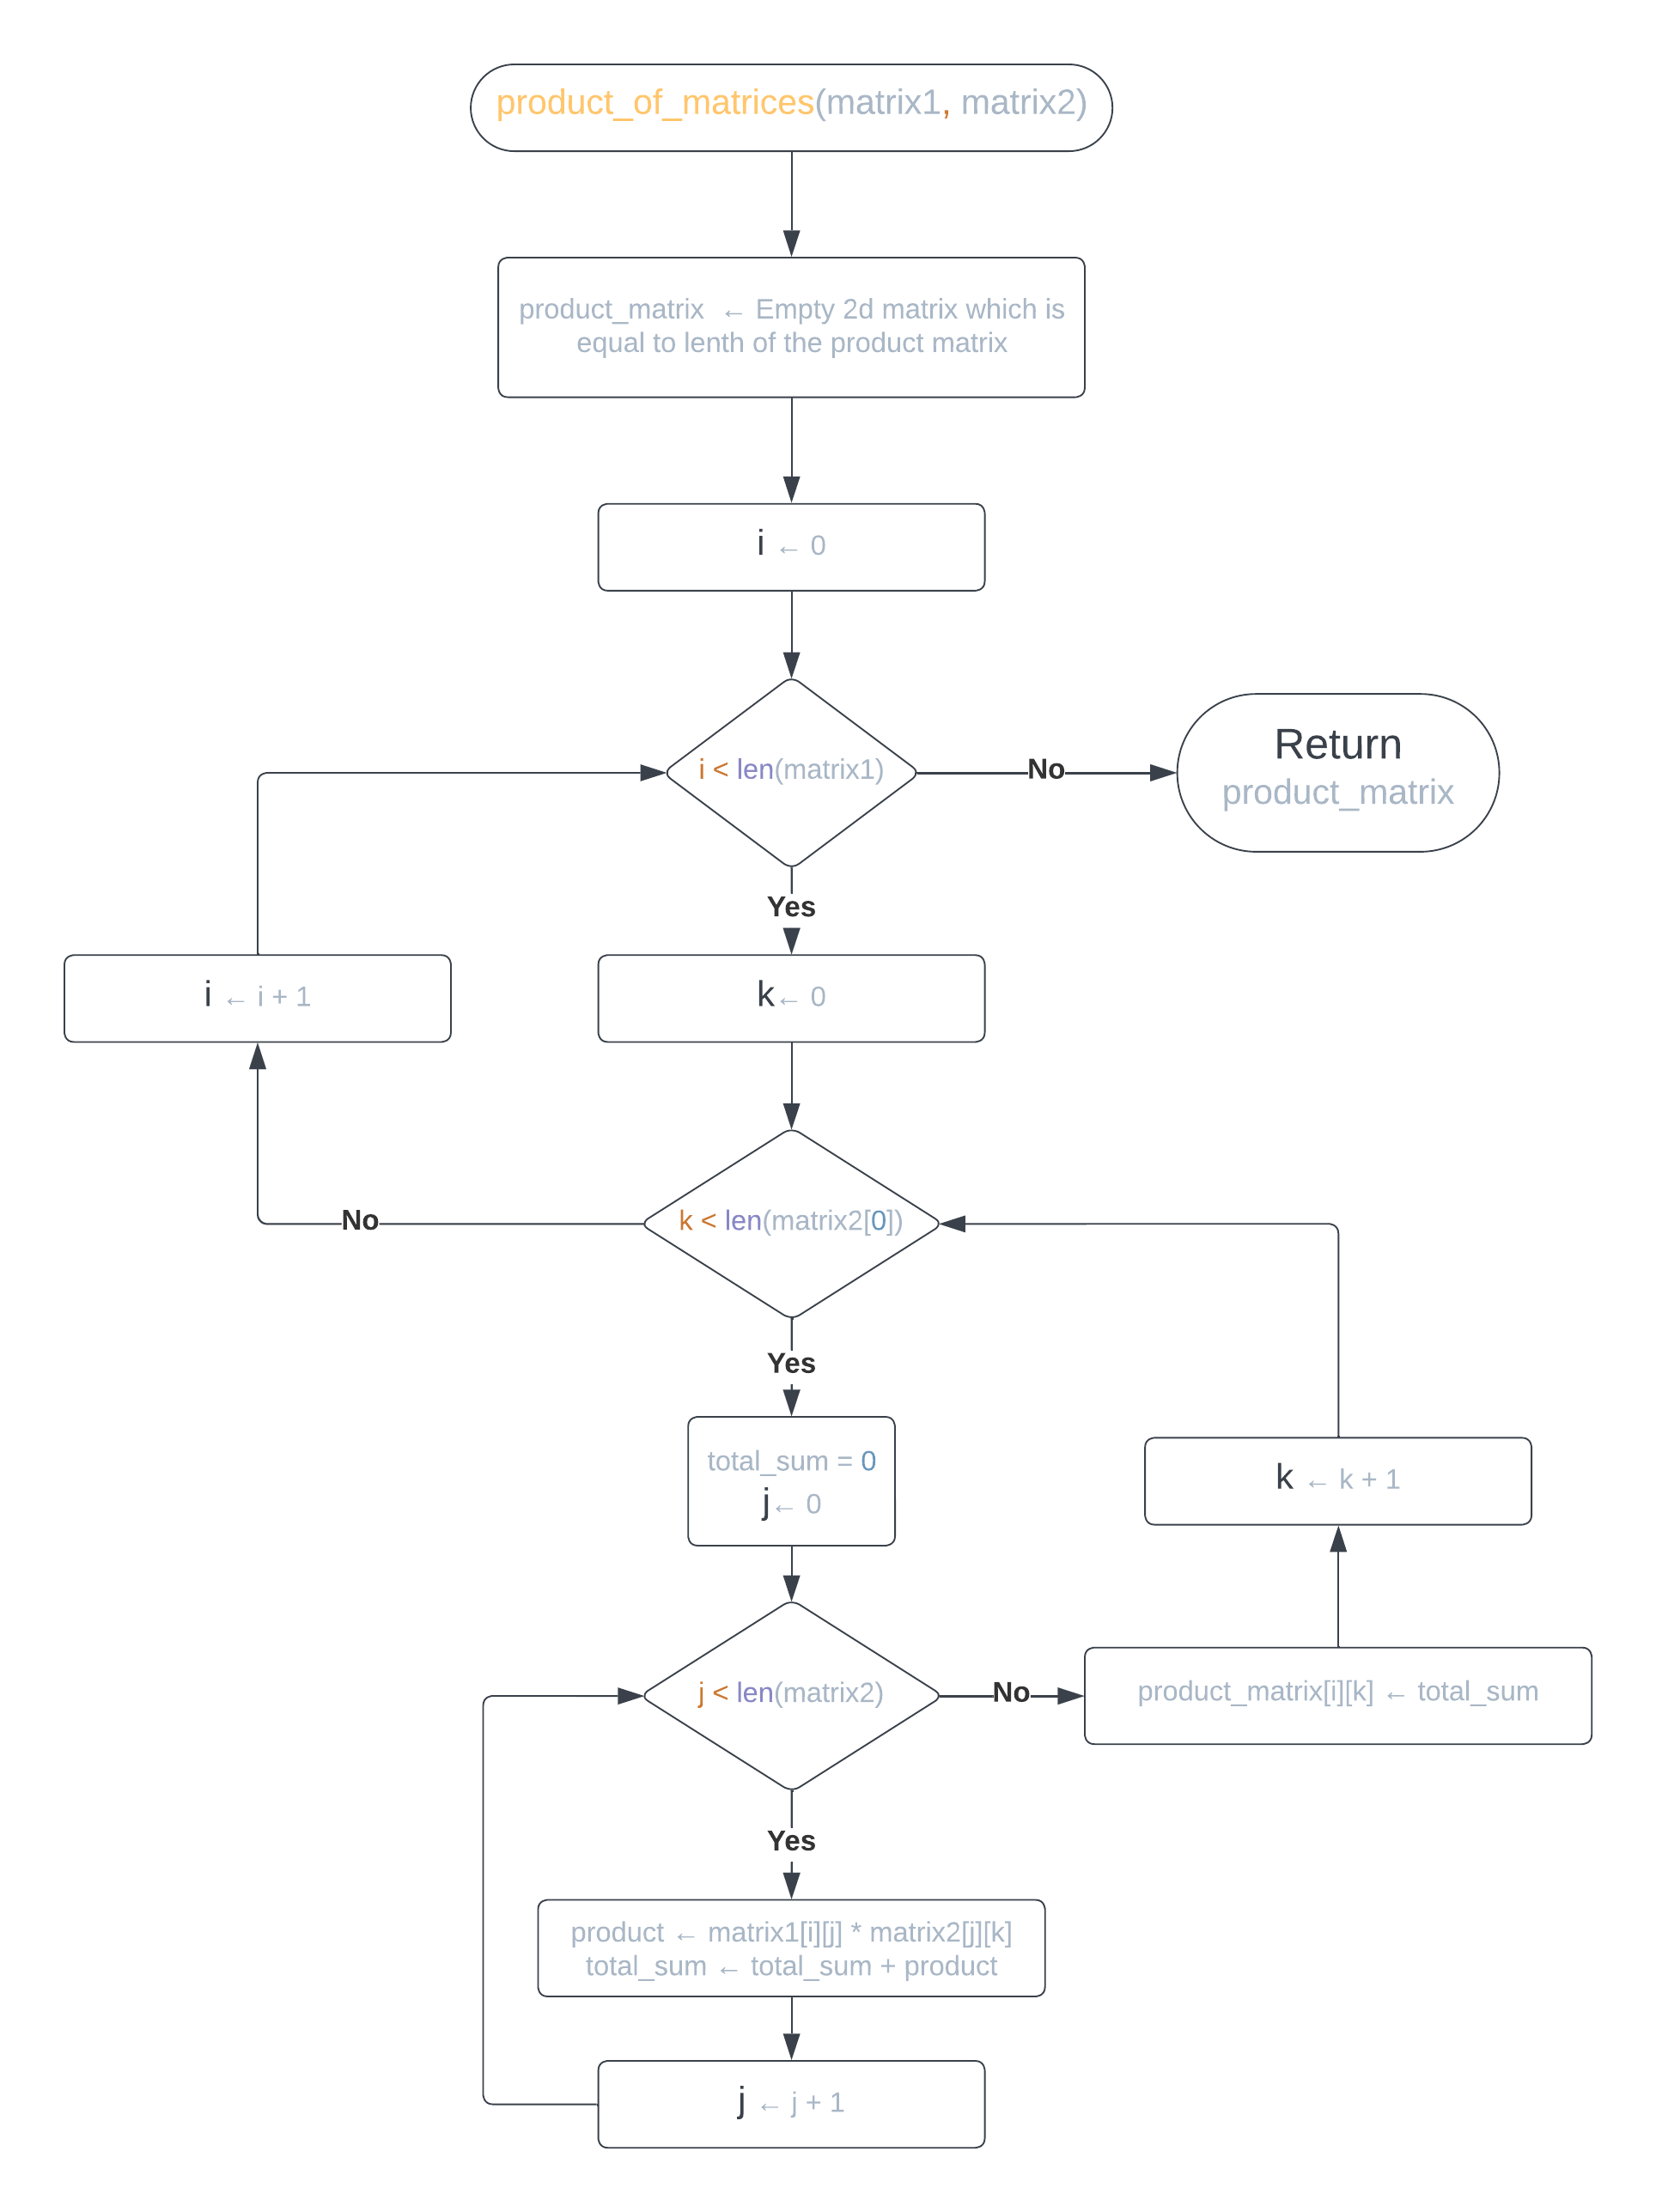 product_of_matrices(matrix1, matrix2)
product_matrix ← Empty 2d matrix which is
equal to lenth of the product matrix
i ← 0
i < len(matrix1)
No
Return
product_matrix
Yes
i ← i + 1
k← 0
k < len(matrix2[0])
No
Yes
total_sum = 0
j← 0
k ← k + 1
j < len(matrix2)
No
product_matrix[i][k] ← total_sum
Yes
product ← matrix1[i][j] * matrix2[j][k]
total_sum ← total_sum + product
j ← j + 1